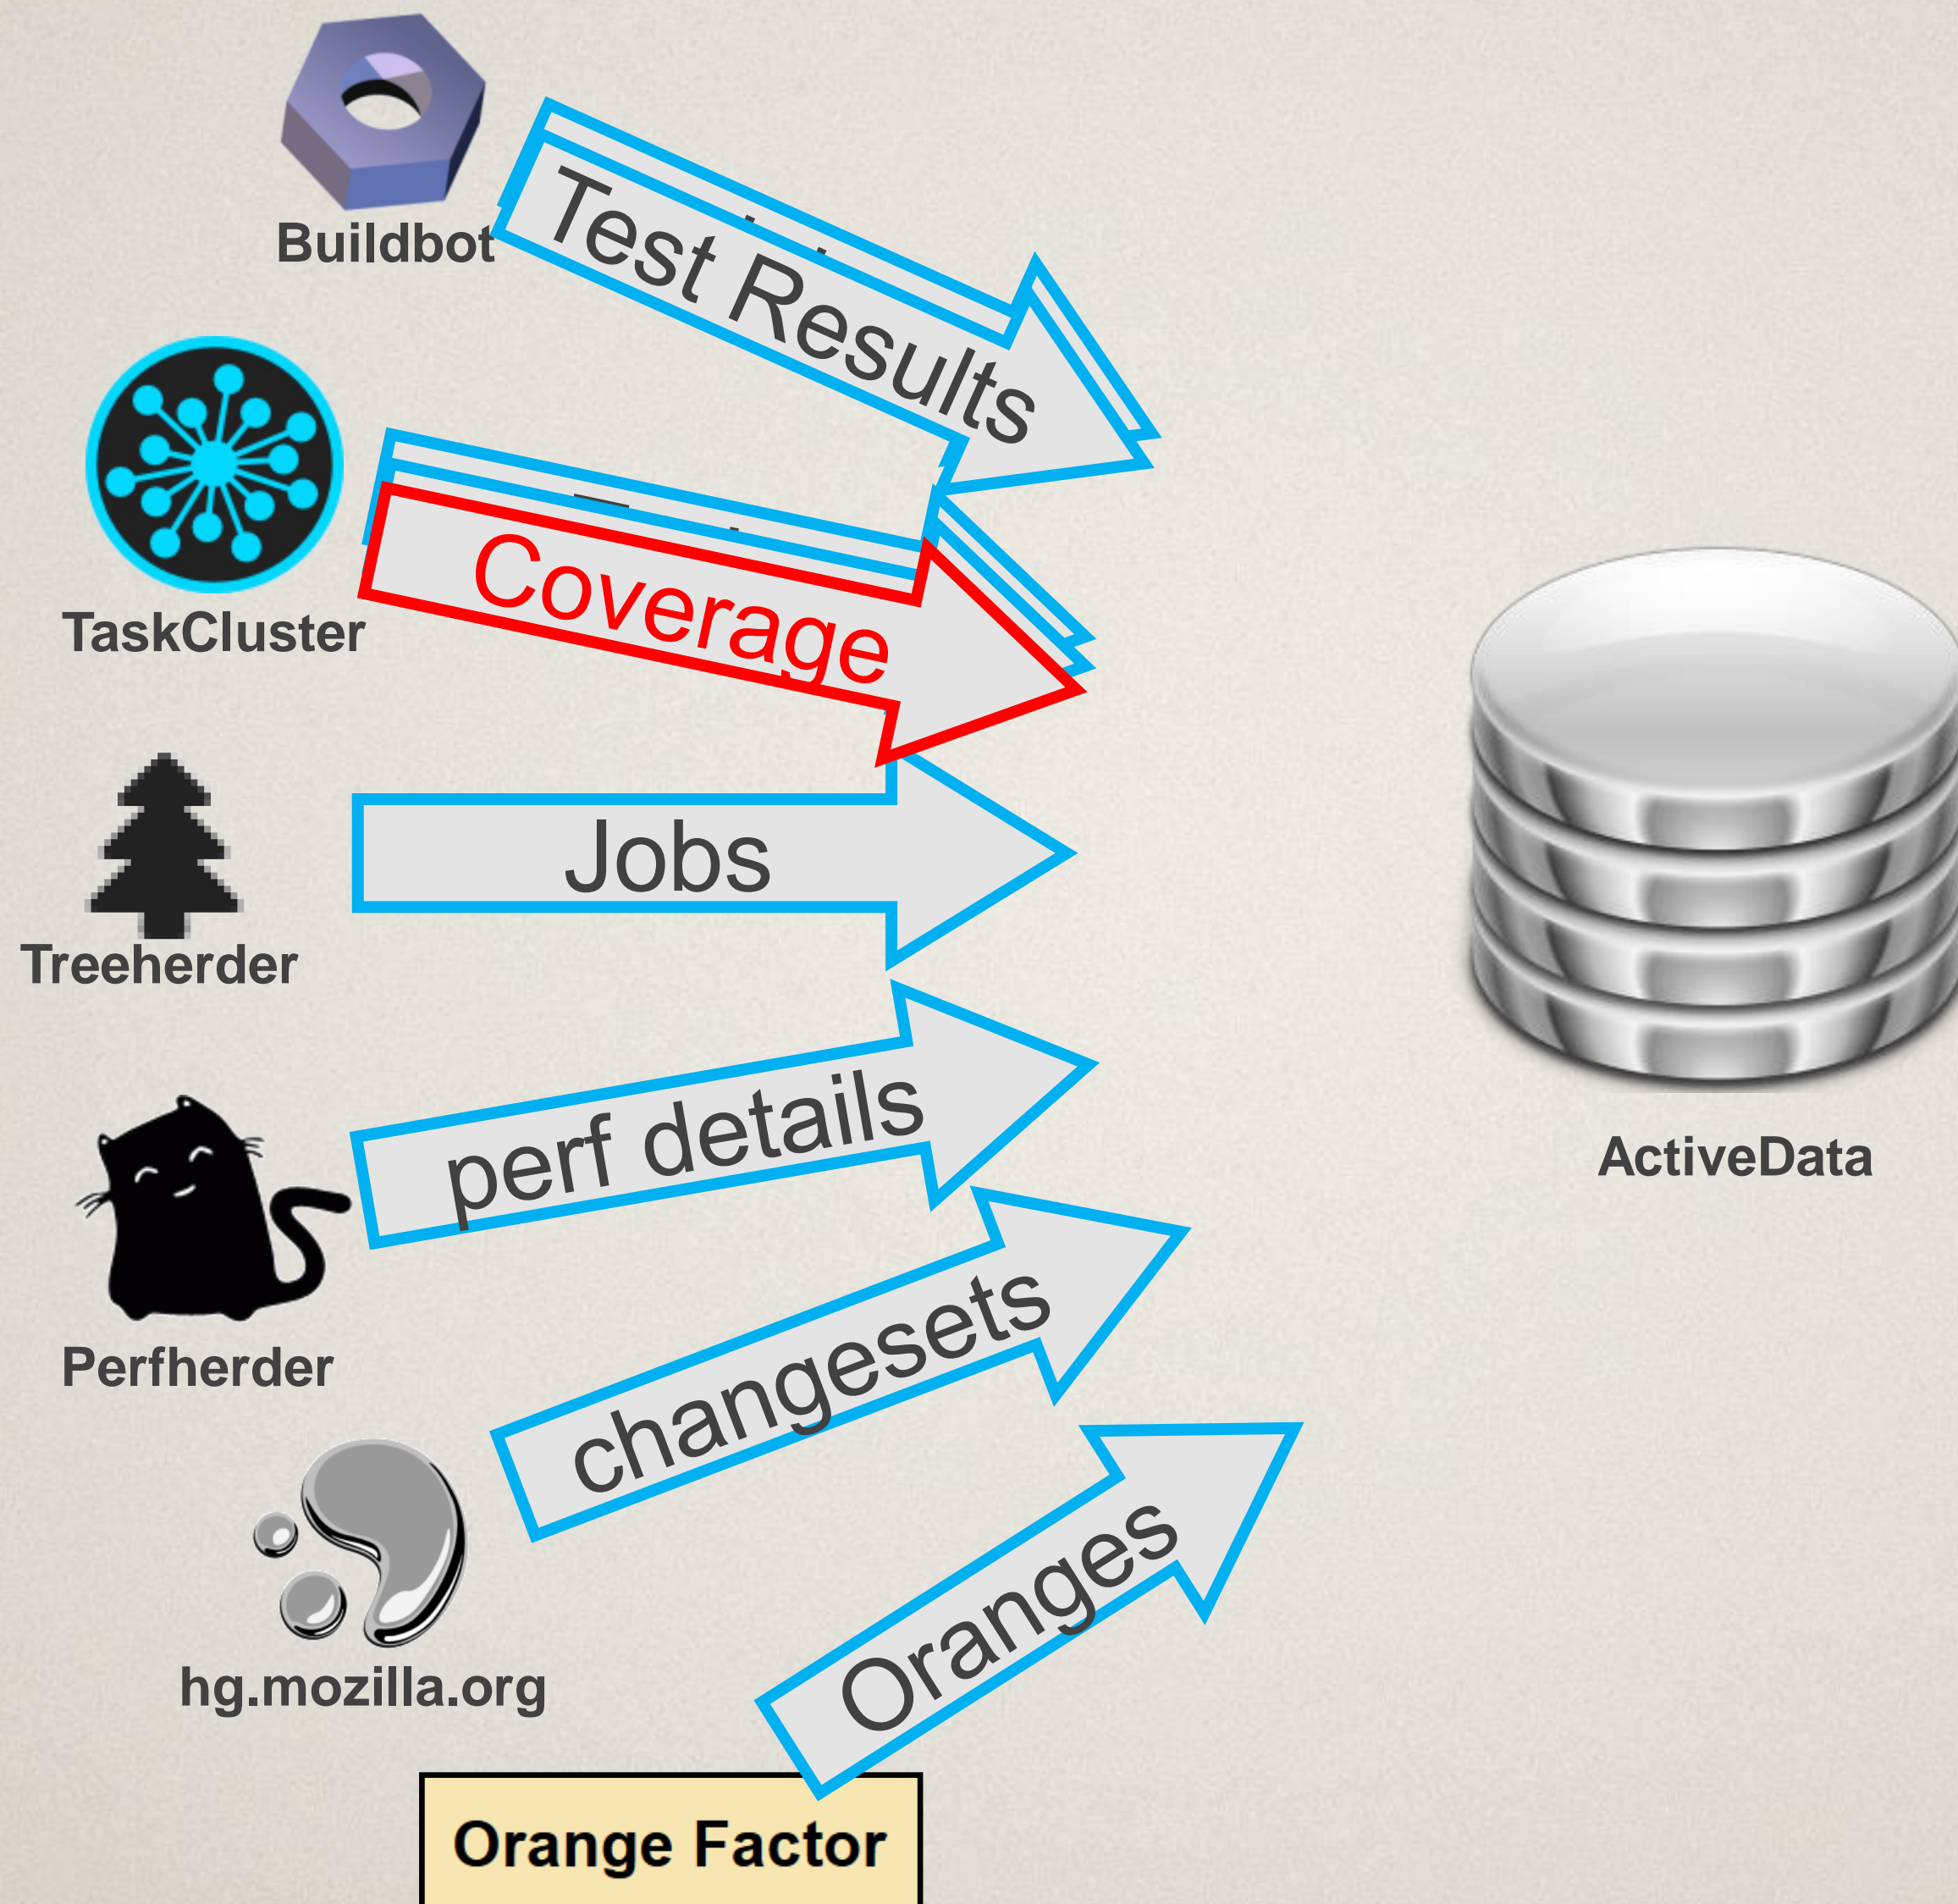 Buildbot
Test Results
TaskCluster
Coverage
Treeherder
Jobs
ActiveData
perf details
Perfherder
changesets
hg.mozilla.org
Oranges
Orange Factor